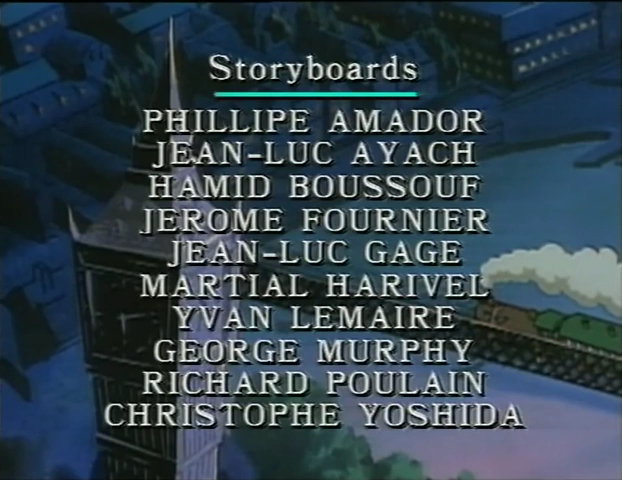 Storyboards
PHILLIPE AMADOR
JEAN-LUC AYACH
HAMID BOUSSOUF
JEROME FOURNIER
JEAN-LUC GAGE
MARTIAL HARIVEL
YVAN LEMAIRE
GEORGE MURPHY
RICHARD POULAIN
CHRISTOPHE YOSHIDA